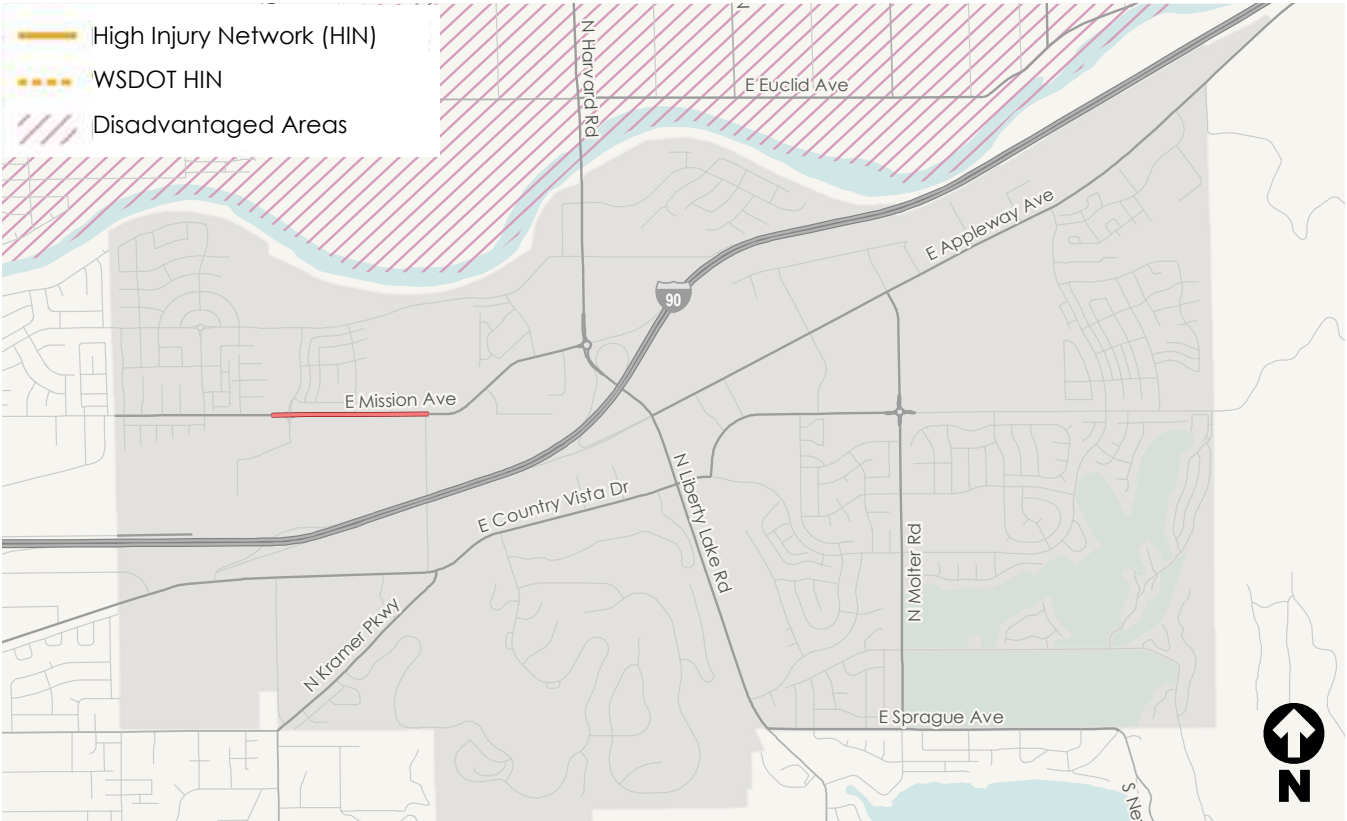 High Injury Network (HIN)
WSDOT HIN
Disadvantaged Areas
N Harvard Rd
E Euclid Ave
E Appleway Ave
90
E Mission Ave
N Liberty Lake Rd
E Country Vista Dr
N Molter Rd
N Kramer Pkwy
E Sprague Ave
S Ne
N